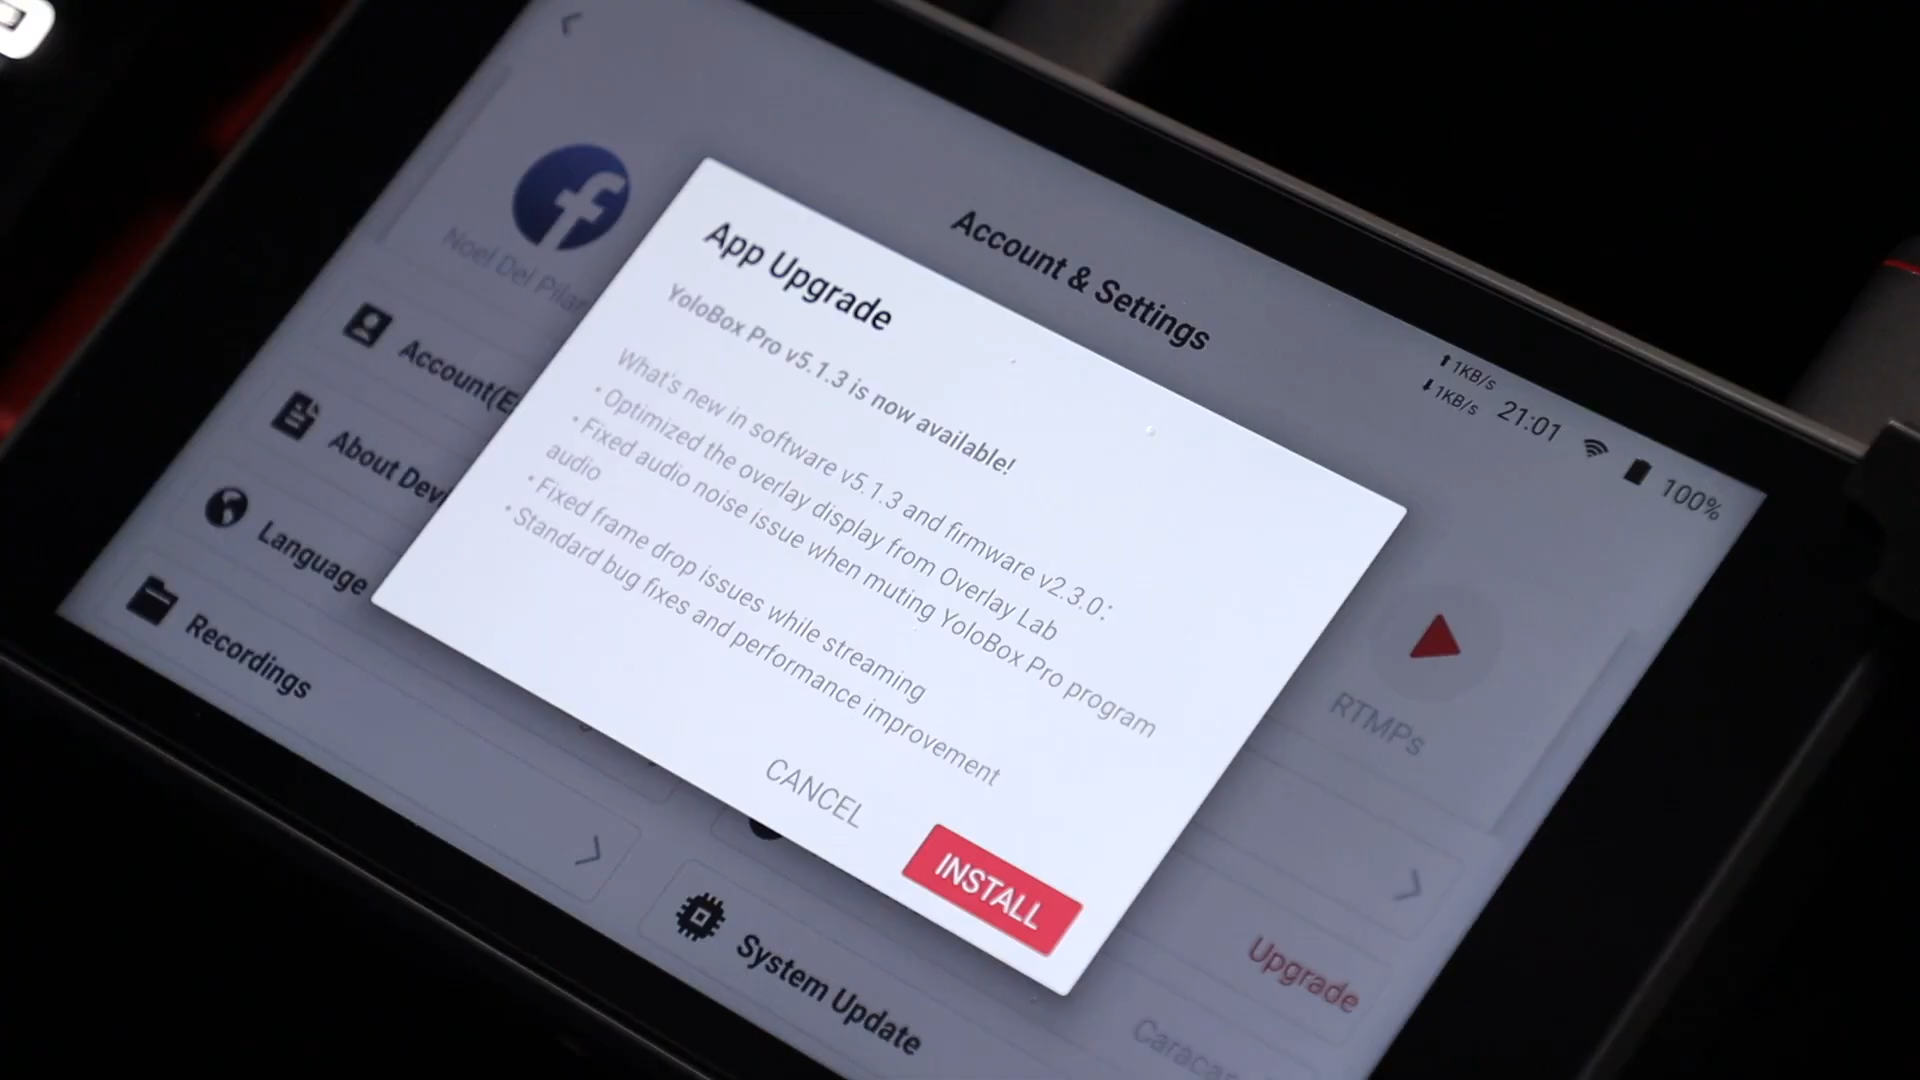 Account & Settings
1KB/s
1KB/s
21:01
100%
Noel Del Pilar
App Upgrade
YoloBox Pro v5.1.3 is now available!
What's new in software v5.1.3 and firmware v2.3.0:
• Optimized the overlay display from Overlay Lab
• Fixed audio noise issue when muting YoloBox Pro program
audio
• Fixed frame drop issues while streaming
• Standard bug fixes and performance improvement
CANCEL
INSTALL
RTMPs
Language
Recordings
System Update
Upgrade